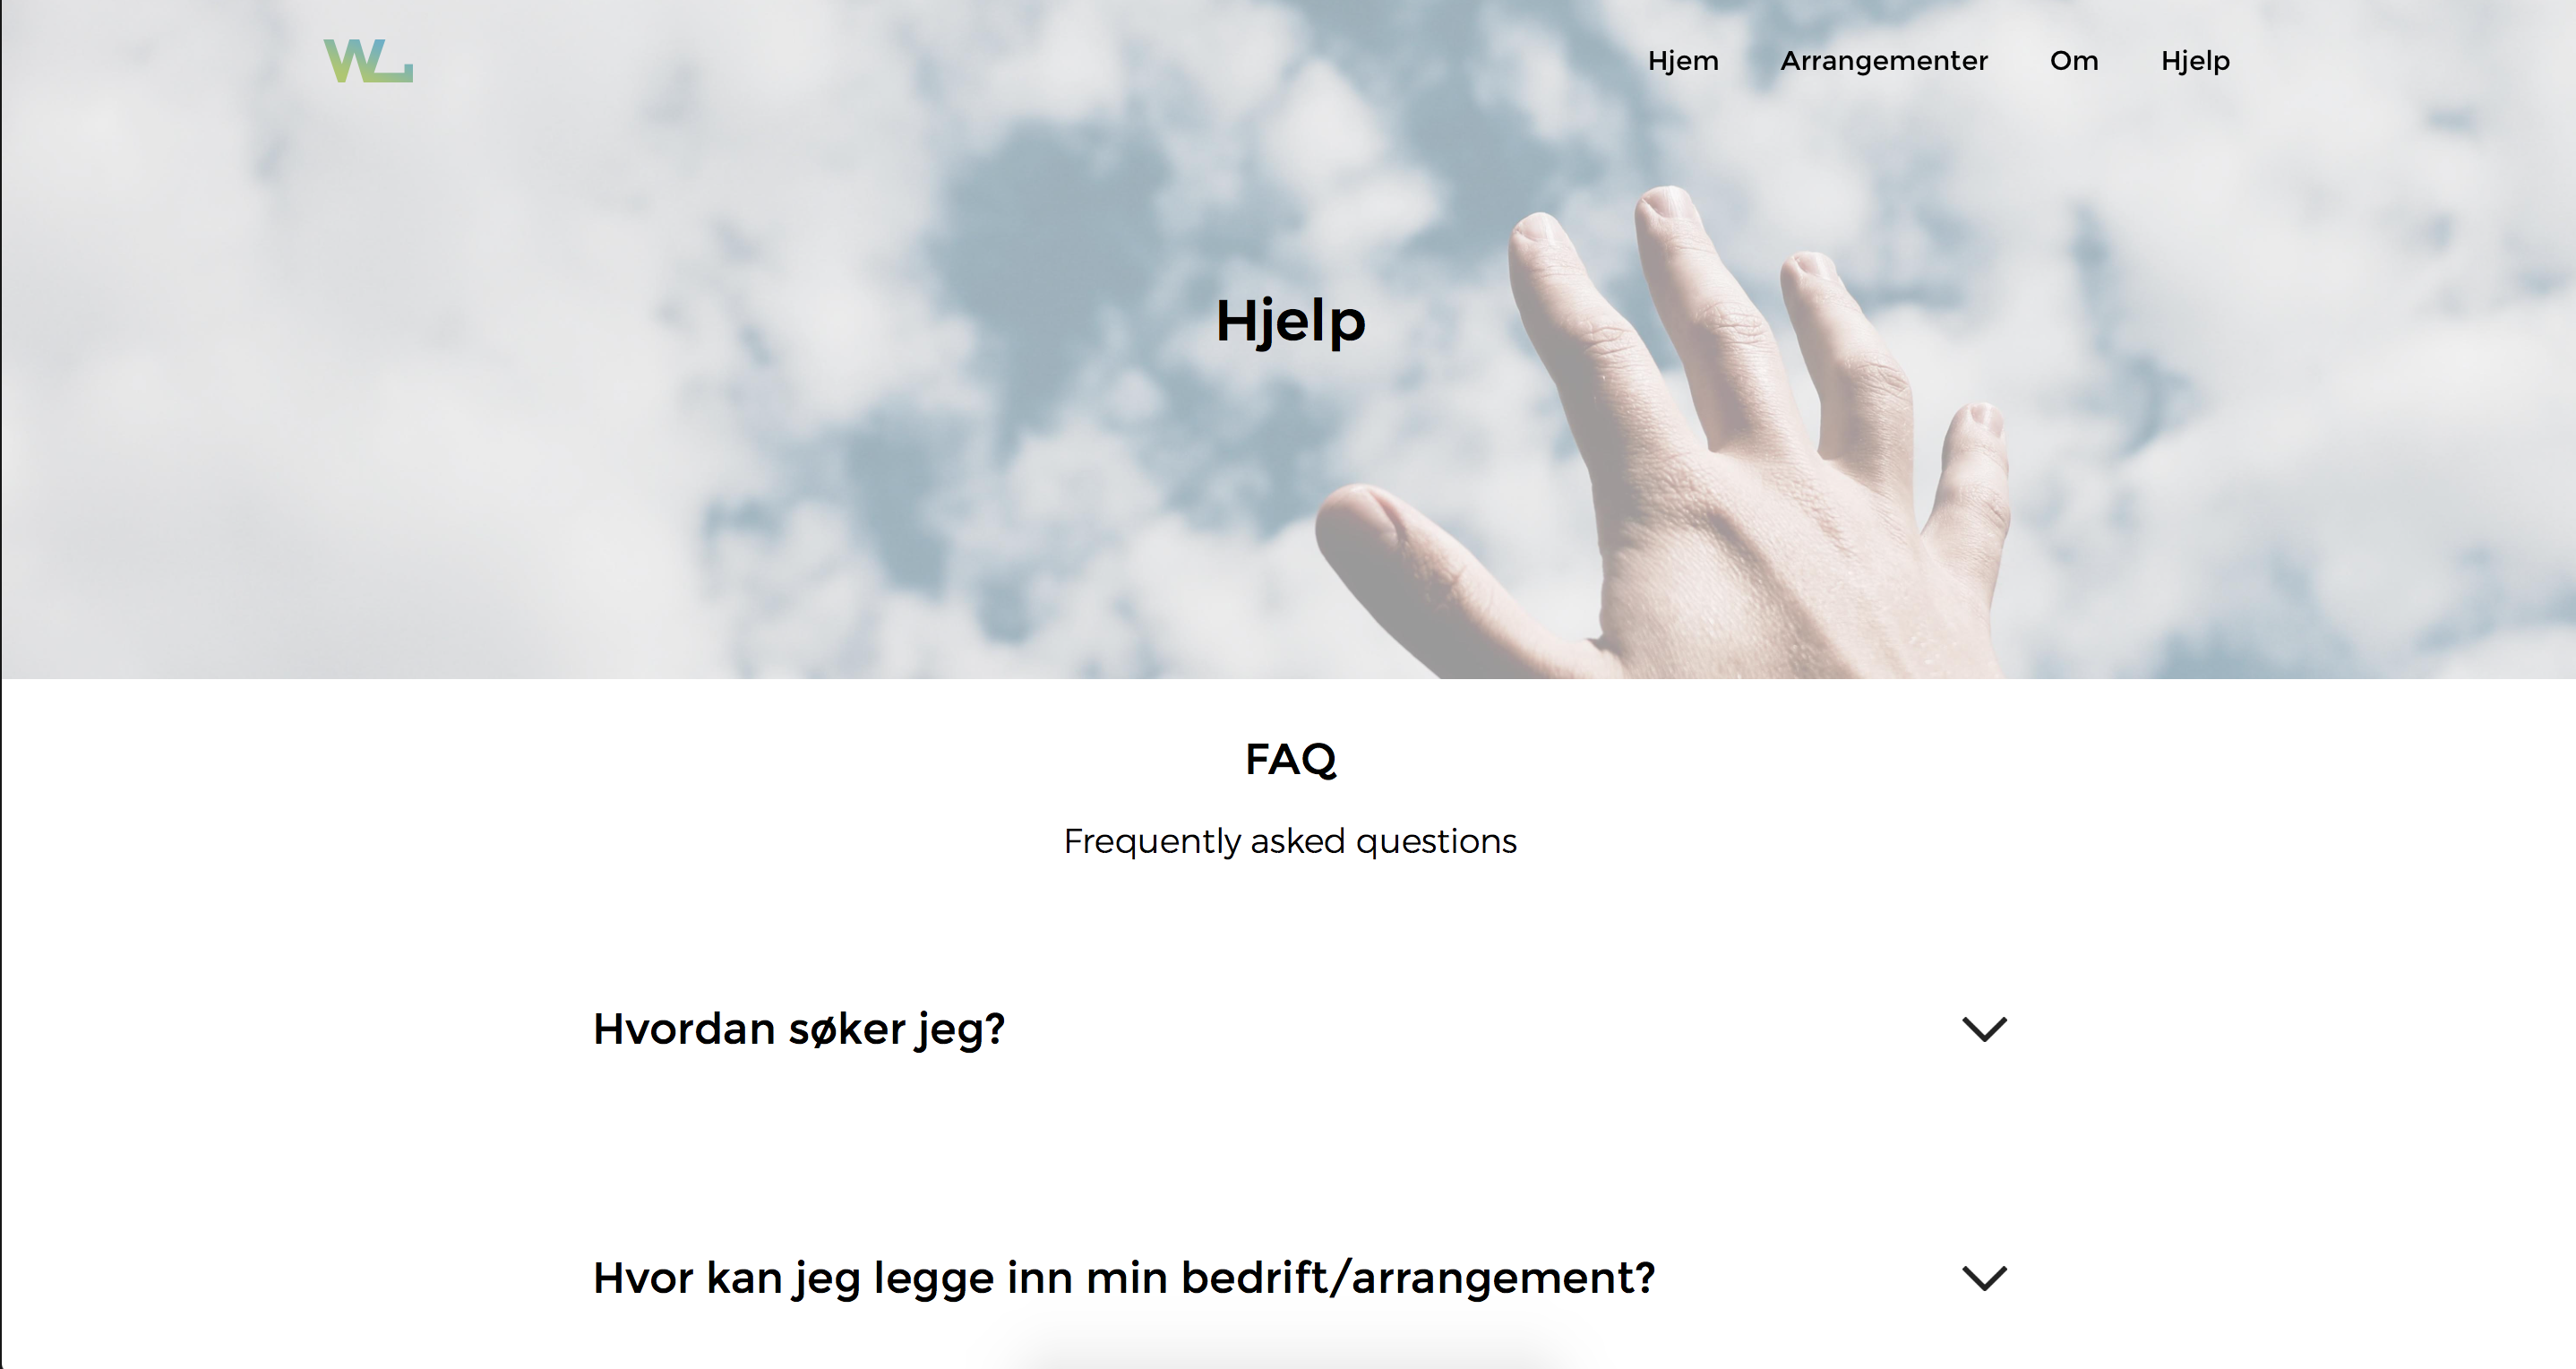 WL
Hjem Arrangementer Om Hjelp
Hjelp
FAQ
Frequently asked questions
Hvordan søker jeg?
Hvor kan jeg legge inn min bedrift/arrangement?